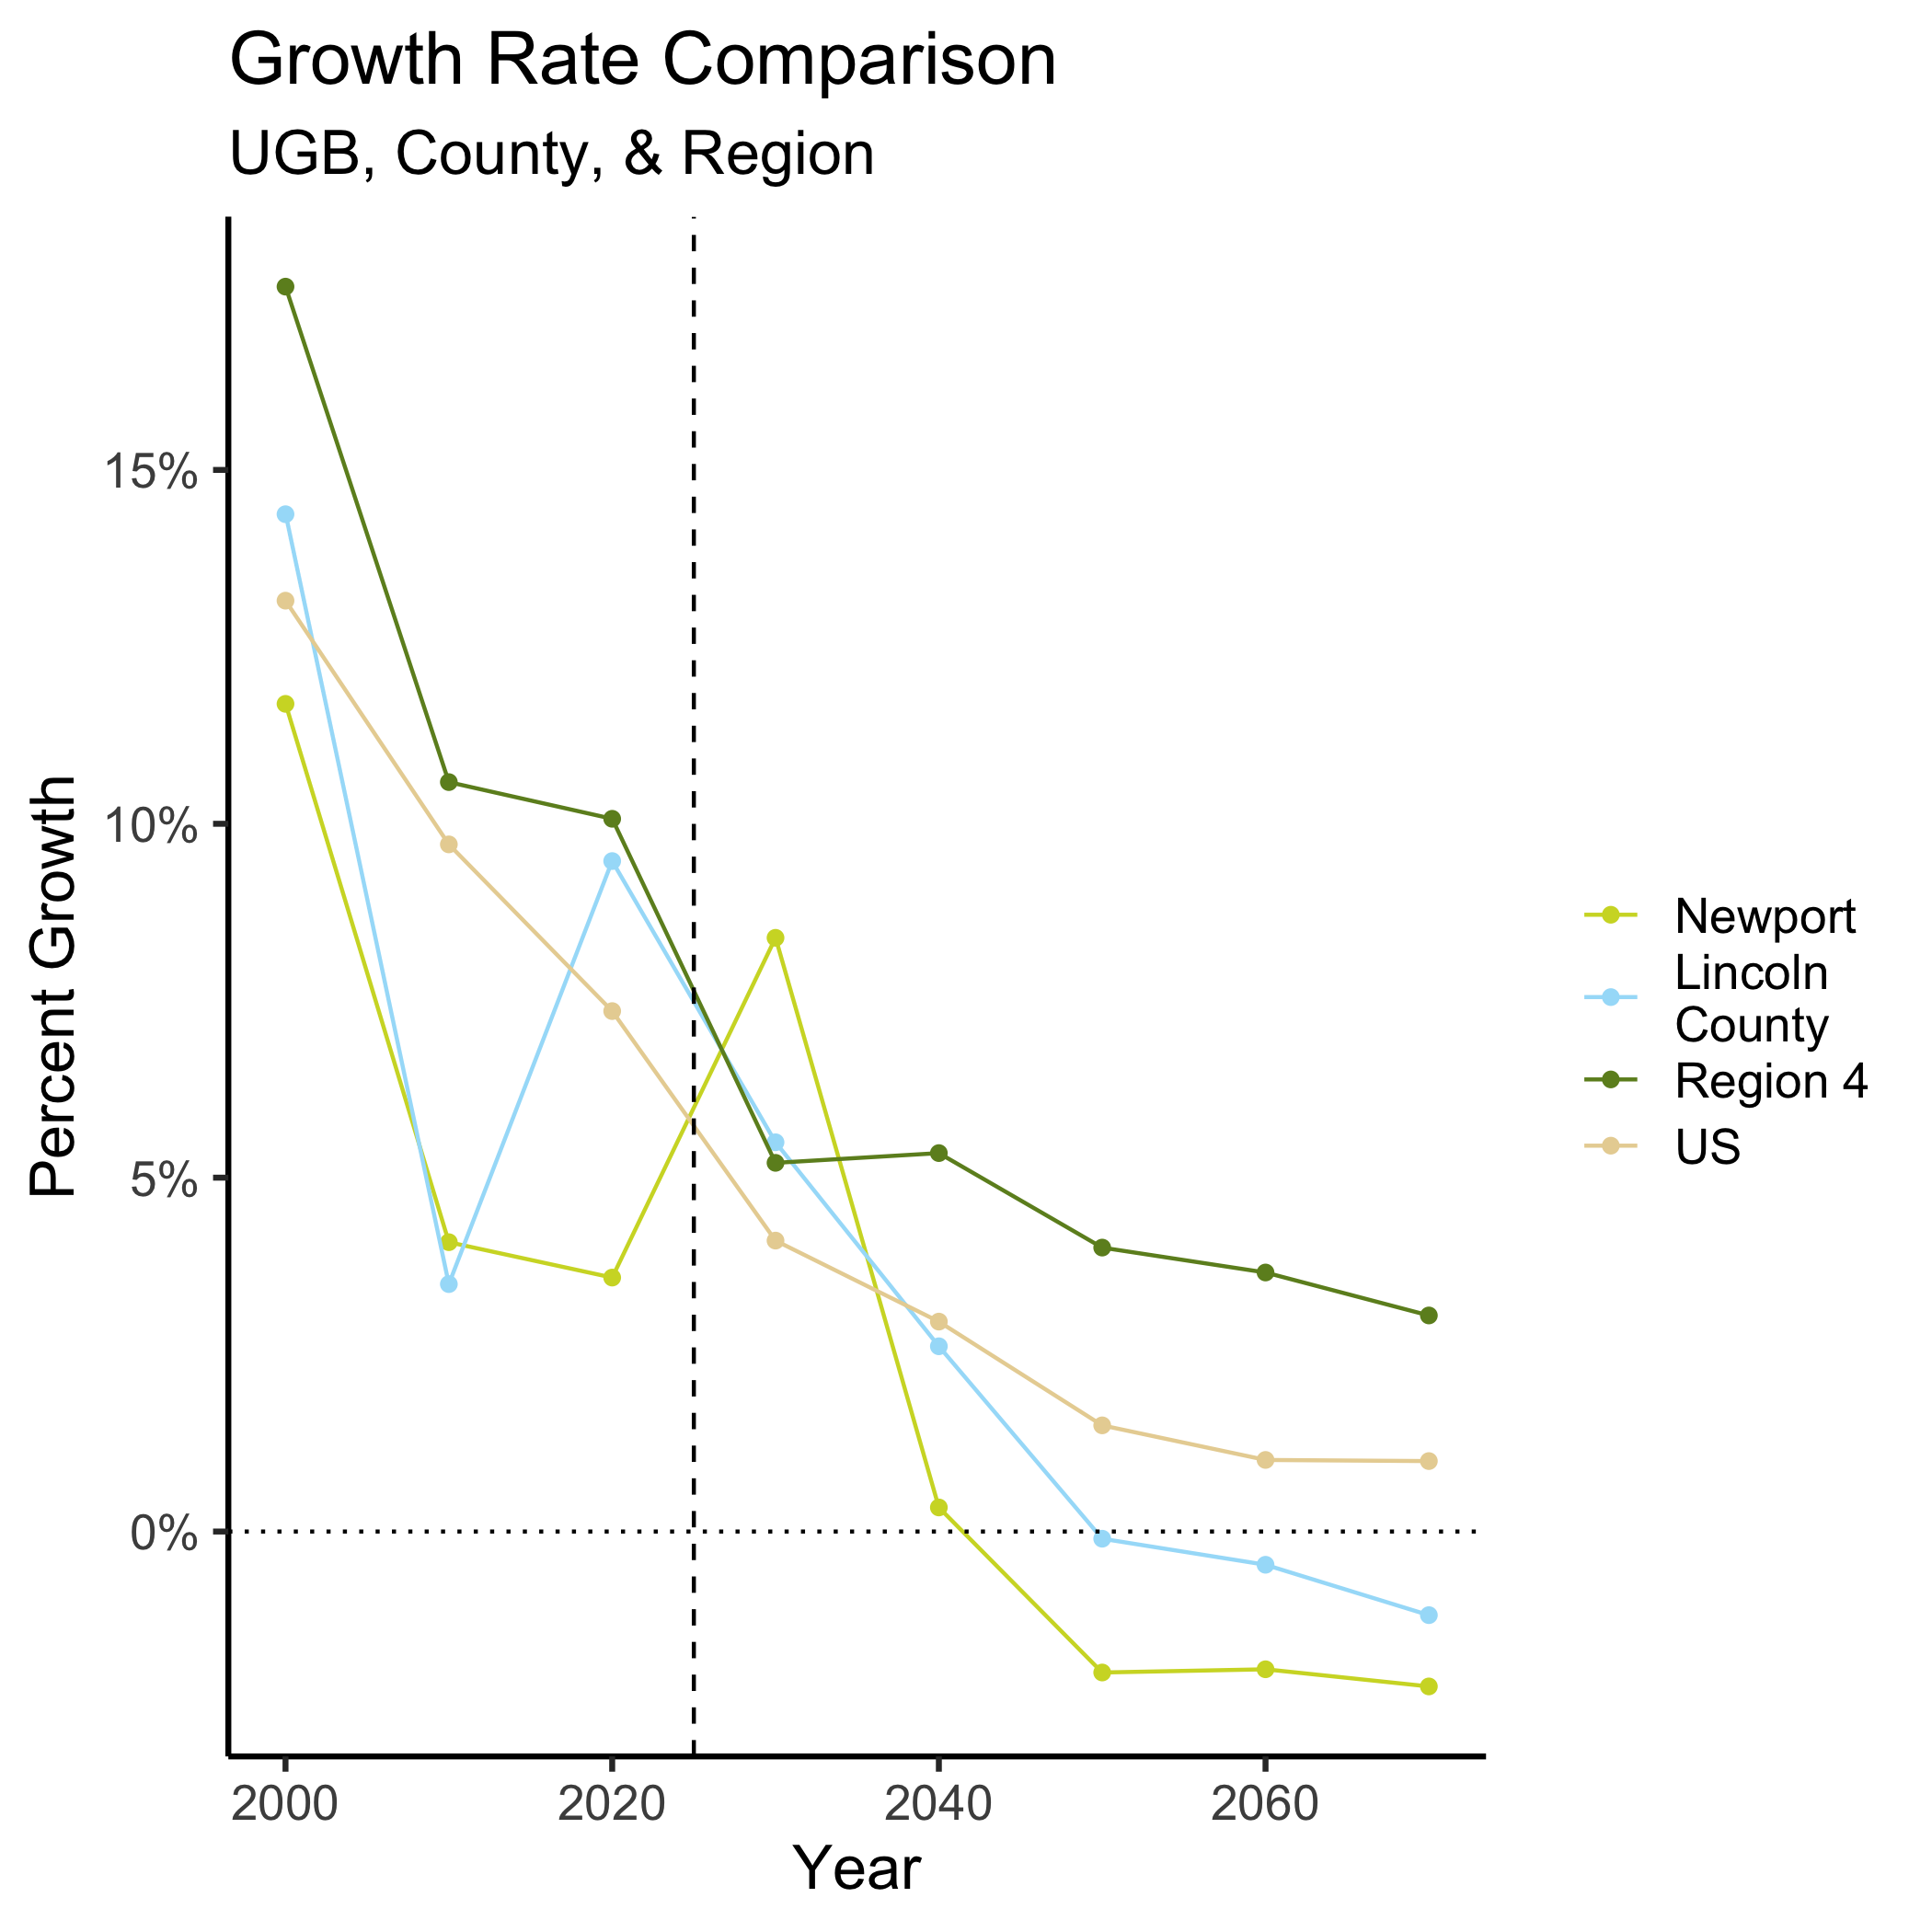 Growth Rate Comparison
UGB, County, & Region
Percent Growth
15%
10%
5%
0%
2000
2020
2040
2060
Year
Newport
Lincoln
County
Region 4
US